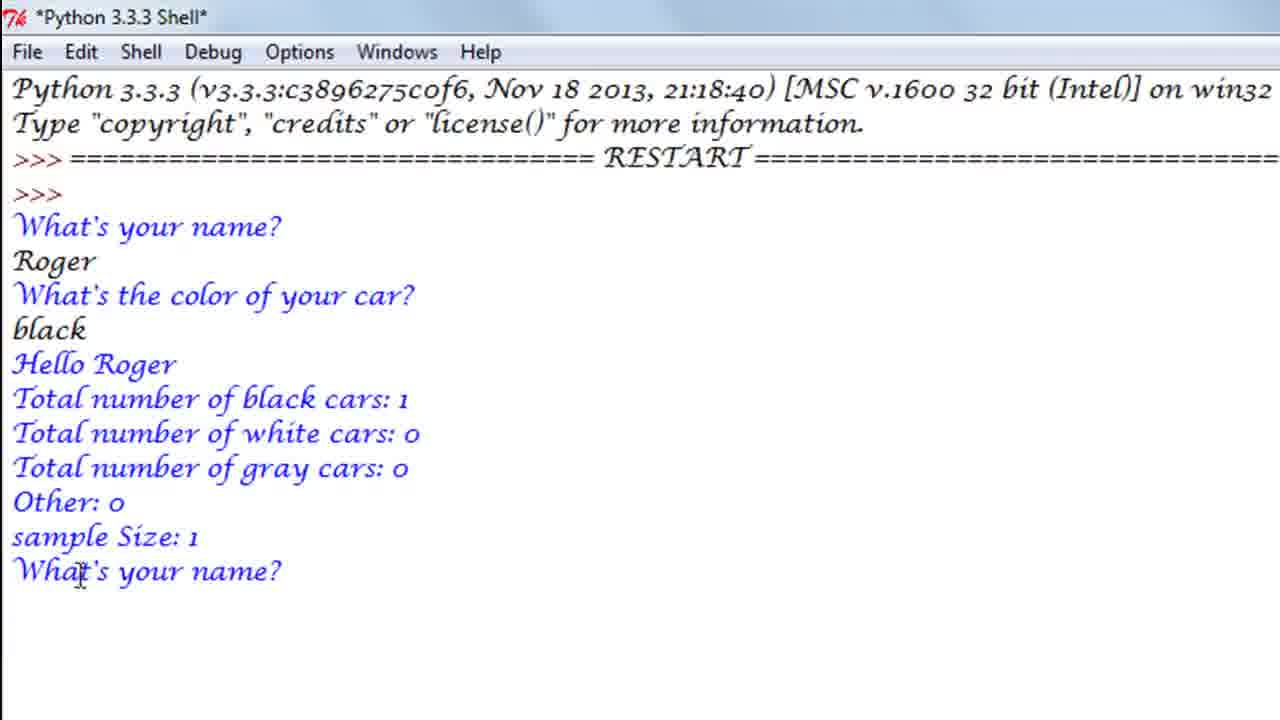 *Python 3.3.3 Shell*
File Edit Shell Debug Options Windows Help
Python 3.3.3 (v3.3.3:c3896275c0f6, Nov 18 2013, 21:18:40) [MSC v.1600 32 bit (Intel)] on win32
Type "copyright", "credits" or "license()" for more information.
>>> ================================ RESTART ================================
>>>
What's your name?
Roger
What's the color of your car?
black
Hello Roger
Total number of black cars: 1
Total number of white cars: 0
Total number of gray cars: 0
Other: 0
sample Size: 1
What's your name?